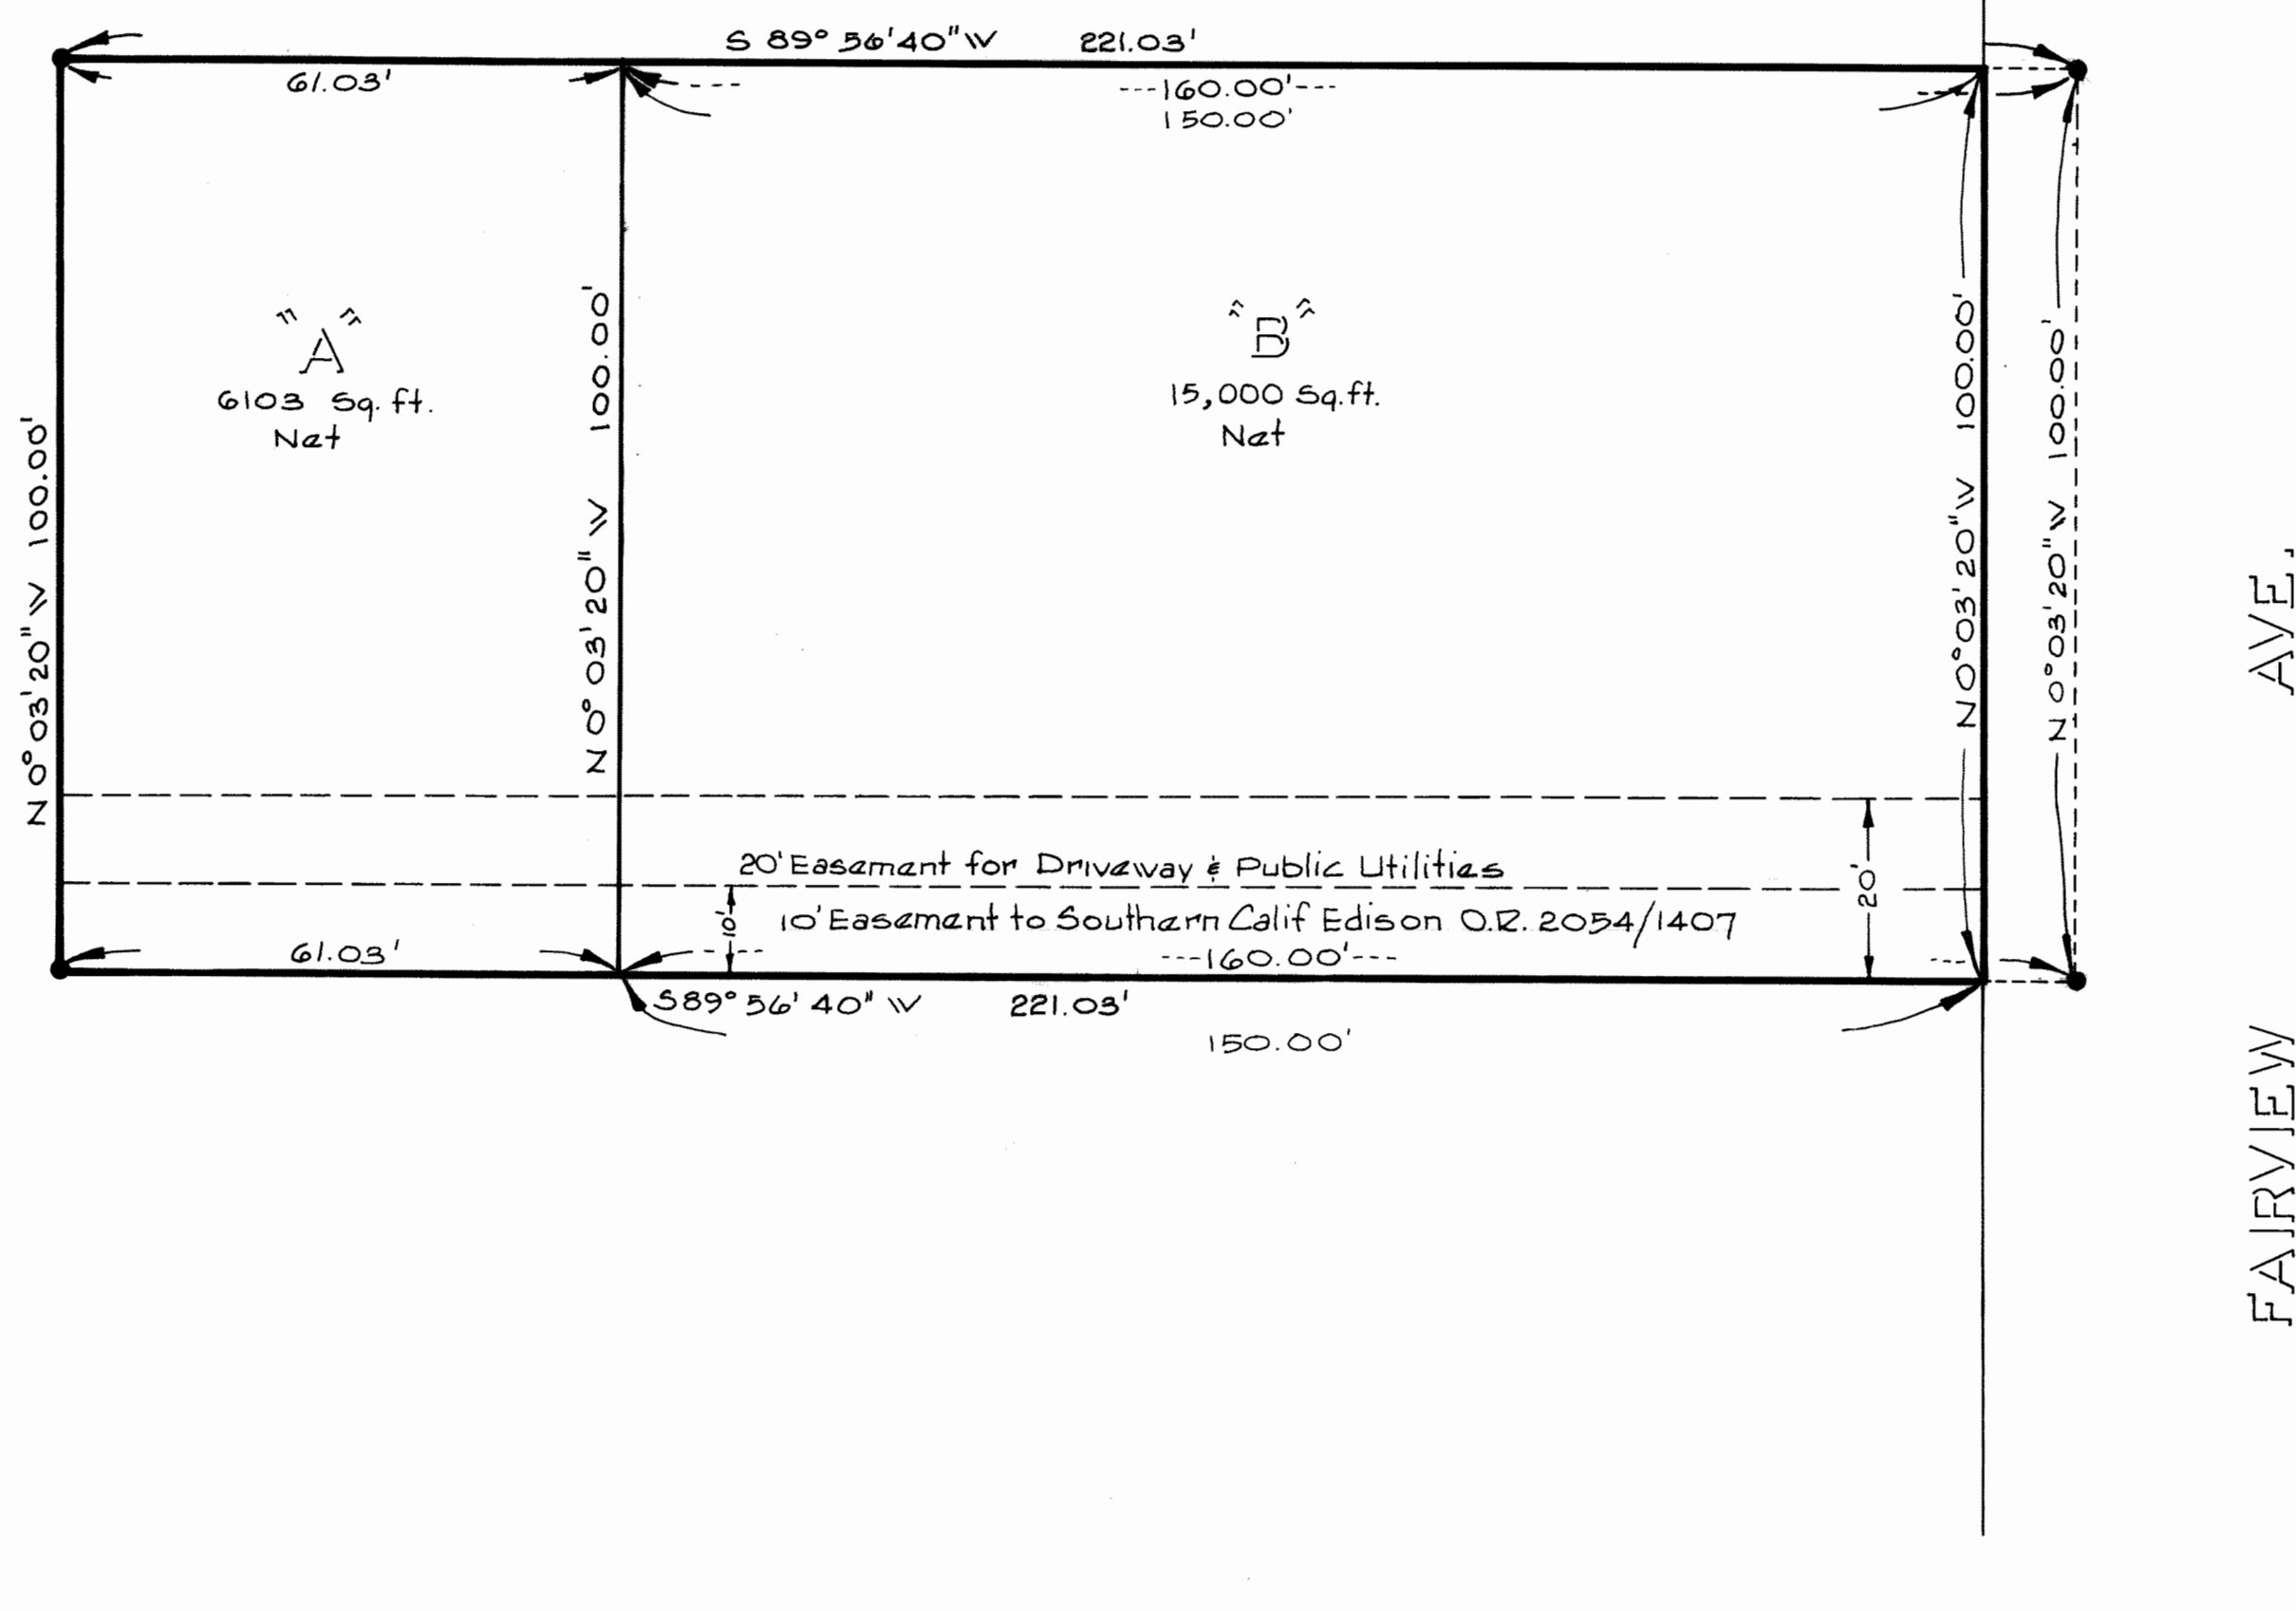 S 89° 56' 40" W 221.03'
61.03'
---160.00'---
150.00'
"A"
6103 Sq. ft.
Net
"B"
15,000 Sq. ft.
Net
N 0° 03' 20" W 100.00'
N 0° 03' 20" W 100.00'
N 0° 03' 20" W 100.00'
N 0° 03' 20" W 100.00'
20' Easement for Driveway & Public Utilities
10' Easement to Southern Calif Edison O.R. 2054/1407
10'
20'
61.03'
---160.00'---
S 89° 56' 40" W 221.03'
150.00'
FAIRVIEW AVE.